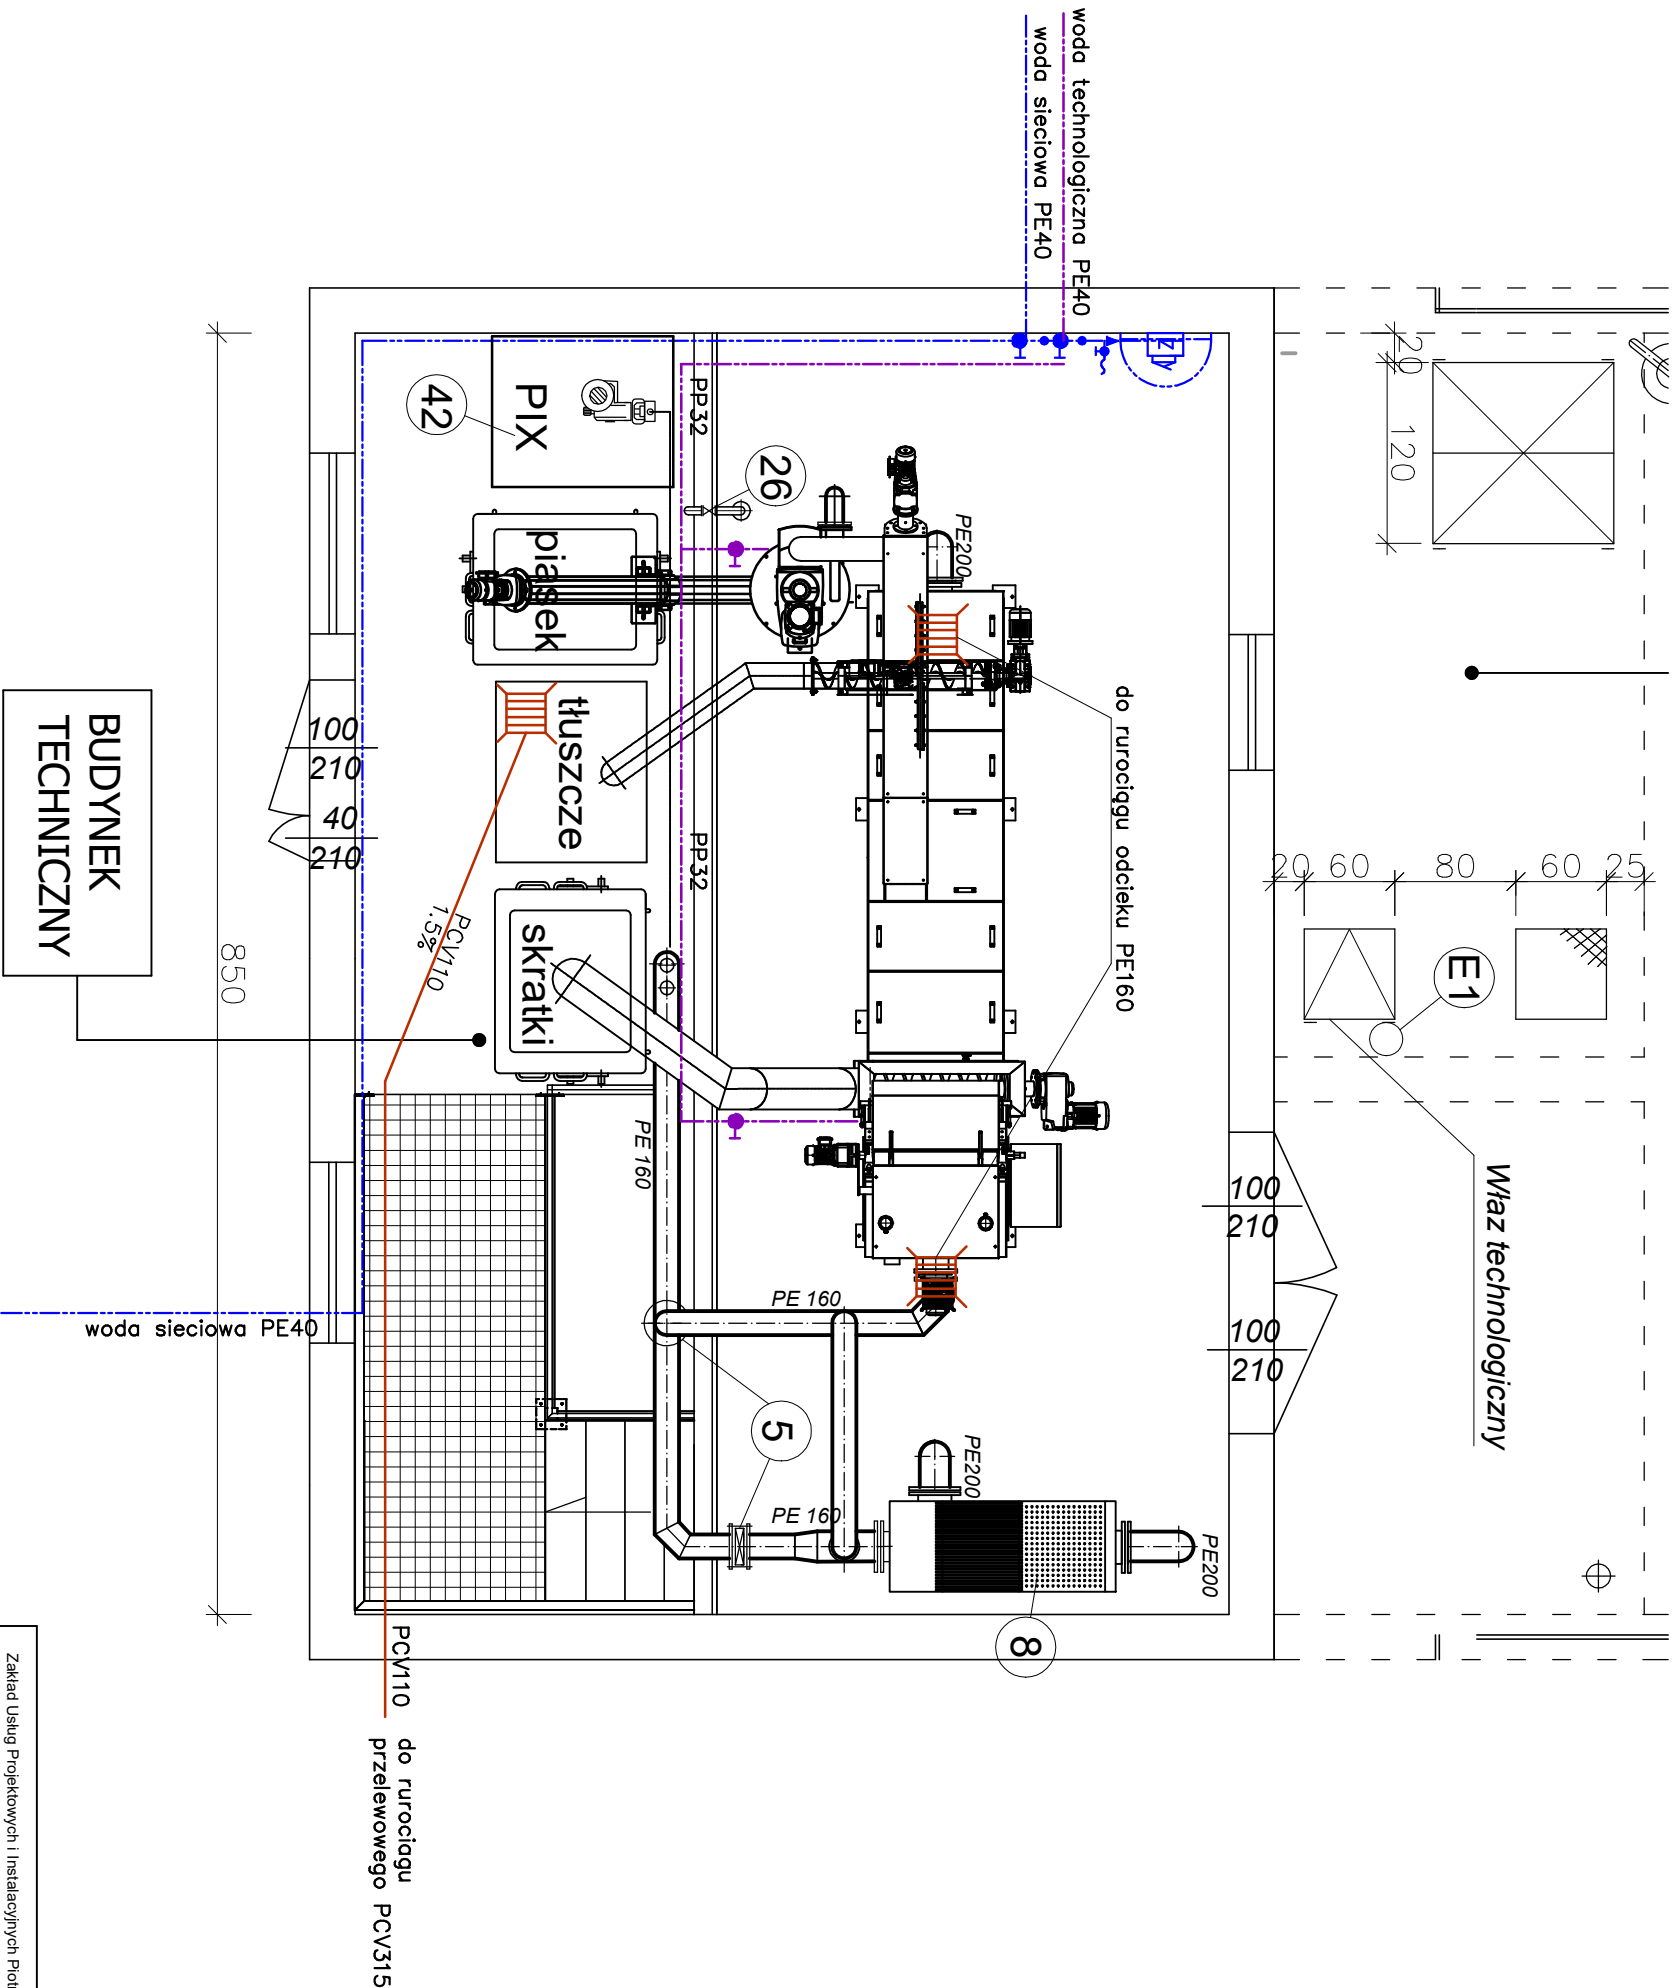 woda technologiczna PE40
woda sieciowa PE40
20
120
PIX
42
PP32
26
piasek
PE200
tłuszcze
PP32
do rurociągu odcieku PE160
100
210
40
210
BUDYNEK
TECHNICZNY
850
PCV110
1.5%
skratki
PE 160
20
60
80
60
25
E1
Właz technologiczny
100
210
100
210
woda sieciowa PE40
PE 160
5
PE 160
PE200
PE200
8
PCV110
do rurociagu
przelewowego PCV315
Zakład Usług Projektowych i Instalacyjnych